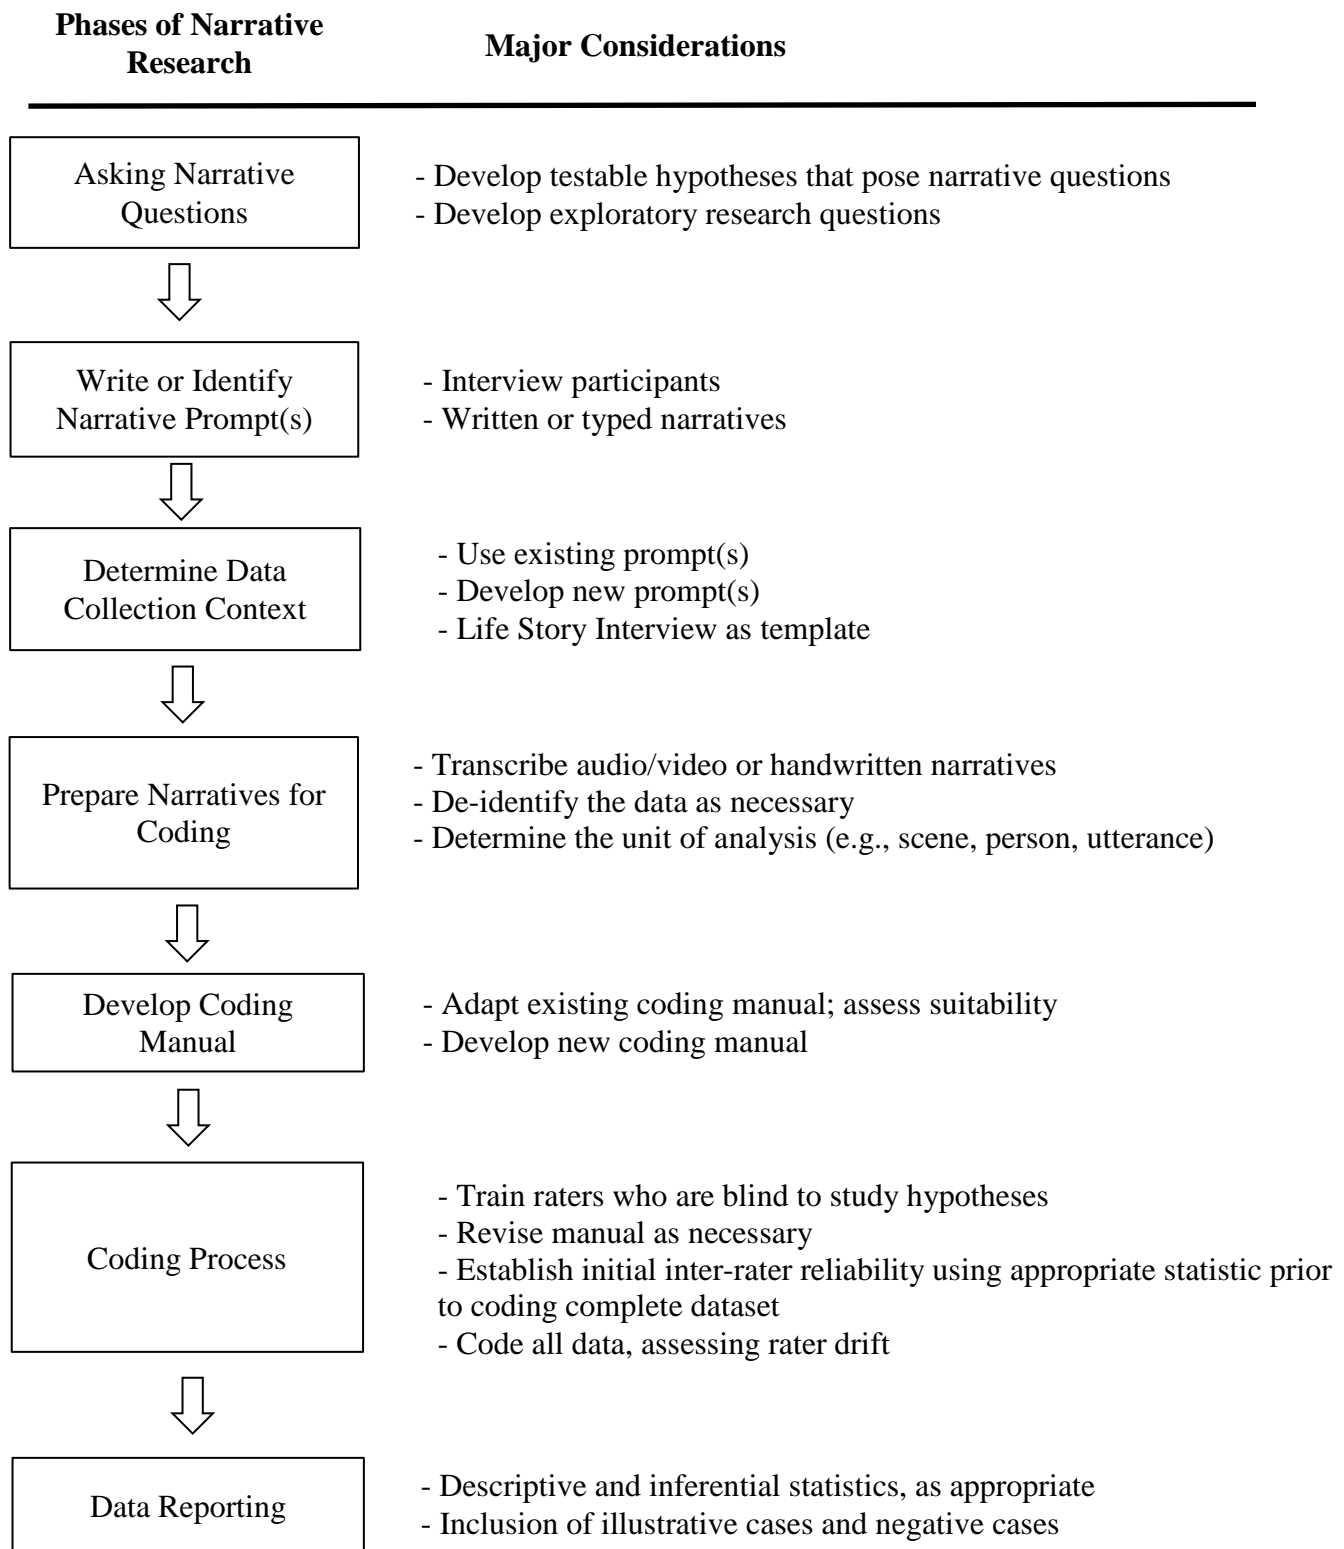 Phases of Narrative
Research
Major Considerations
Asking Narrative
Questions
- Develop testable hypotheses that pose narrative questions
- Develop exploratory research questions
Write or Identify
Narrative Prompt(s)
- Interview participants
- Written or typed narratives
Determine Data
Collection Context
- Use existing prompt(s)
- Develop new prompt(s)
- Life Story Interview as template
Prepare Narratives for
Coding
- Transcribe audio/video or handwritten narratives
- De-identify the data as necessary
- Determine the unit of analysis (e.g., scene, person, utterance)
Develop Coding
Manual
- Adapt existing coding manual; assess suitability
- Develop new coding manual
Coding Process
- Train raters who are blind to study hypotheses
- Revise manual as necessary
- Establish initial inter-rater reliability using appropriate statistic prior
to coding complete dataset
- Code all data, assessing rater drift
Data Reporting
- Descriptive and inferential statistics, as appropriate
- Inclusion of illustrative cases and negative cases